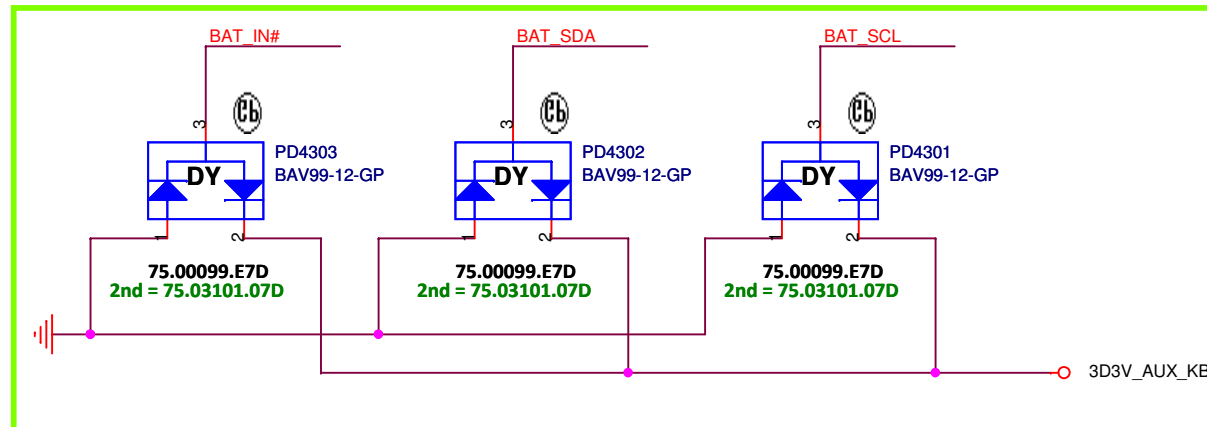 BAT_IN#
BAT_SDA
BAT_SCL
3
3
3
PD4303
BAV99-12-GP
PD4302
BAV99-12-GP
PD4301
BAV99-12-GP
DY
DY
DY
1
2
1
2
1
2
75.00099.E7D
2nd = 75.03101.07D
75.00099.E7D
2nd = 75.03101.07D
75.00099.E7D
2nd = 75.03101.07D
3D3V_AUX_KB